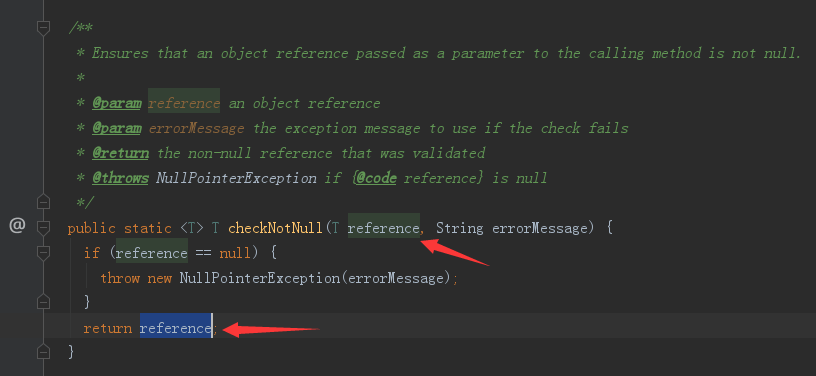 /**
 * Ensures that an object reference passed as a parameter to the calling method is not null.
 *
 * @param reference an object reference
 * @param errorMessage the exception message to use if the check fails
 * @return the non-null reference that was validated
 * @throws NullPointerException if {@code reference} is null
 */
@ public static <T> T checkNotNull(T reference, String errorMessage) {
  if (reference == null) {
    throw new NullPointerException(errorMessage);
  }
  return reference;
}